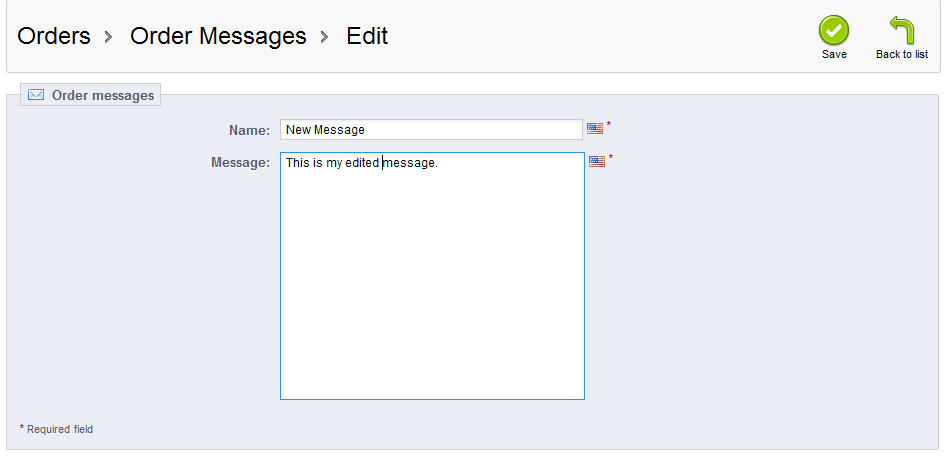 Orders > Order Messages > Edit
Save
Back to list
Order messages
Name: New Message *
Message: This is my edited message. *
* Required field